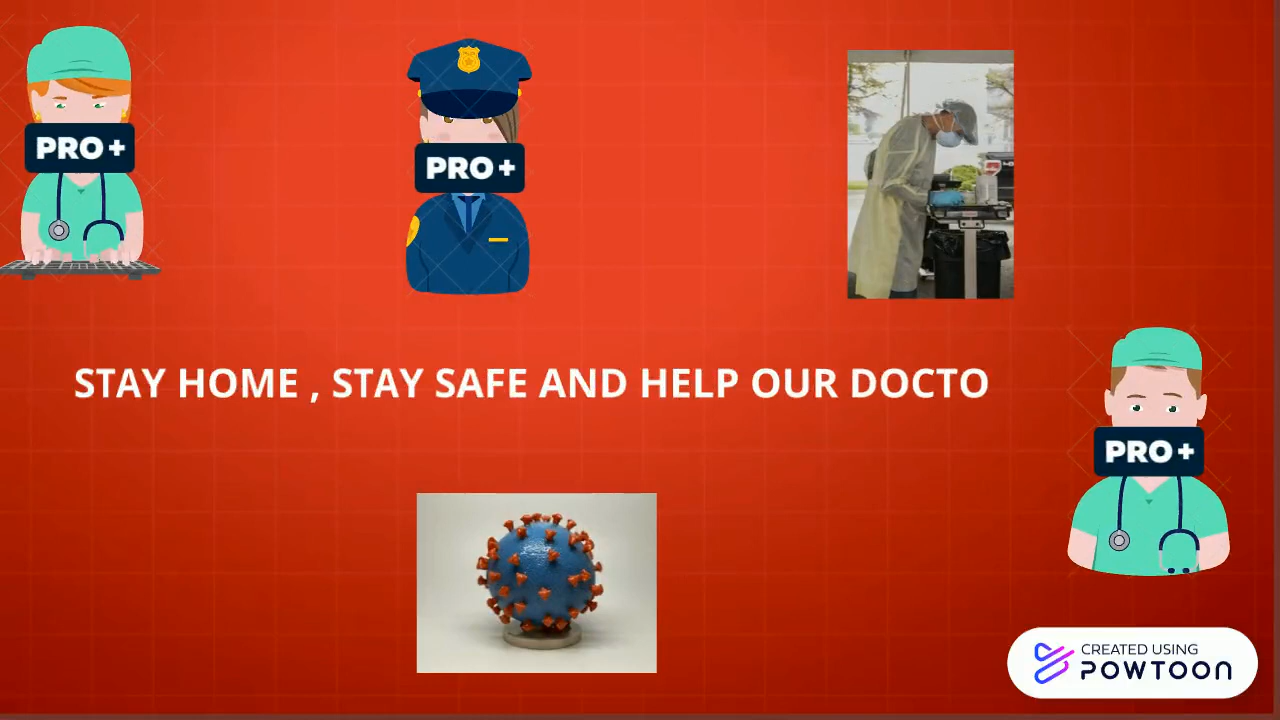 PRO+
PRO+
STAY HOME , STAY SAFE AND HELP OUR DOCTO
PRO+
CREATED USING
POWTOON